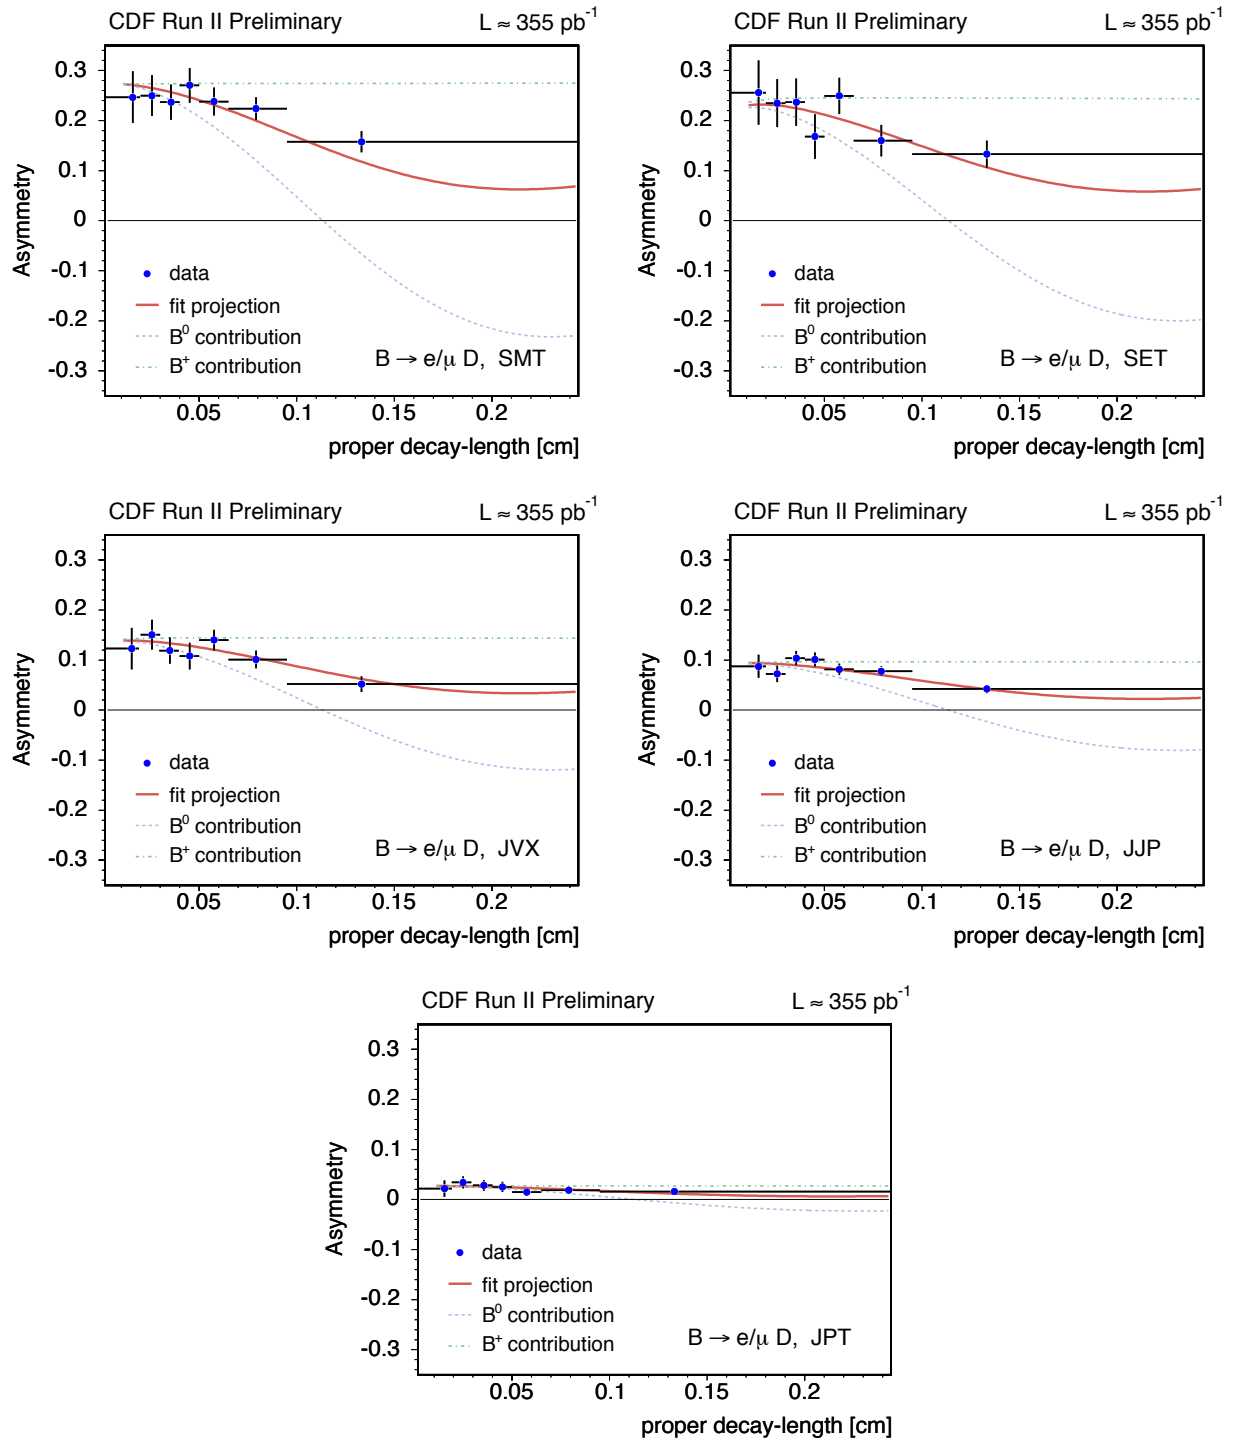 CDF Run II Preliminary L ≈ 355 pb⁻¹
0.3
0.2
0.1
0
-0.1
-0.2
-0.3
Asymmetry
data
fit projection
B⁰ contribution
B⁺ contribution
B → e/μ D, SMT
0.05 0.1 0.15 0.2
proper decay-length [cm]
CDF Run II Preliminary L ≈ 355 pb⁻¹
0.3
0.2
0.1
0
-0.1
-0.2
-0.3
Asymmetry
data
fit projection
B⁰ contribution
B⁺ contribution
B → e/μ D, SET
0.05 0.1 0.15 0.2
proper decay-length [cm]
CDF Run II Preliminary L ≈ 355 pb⁻¹
0.3
0.2
0.1
0
-0.1
-0.2
-0.3
Asymmetry
data
fit projection
B⁰ contribution
B⁺ contribution
B → e/μ D, JVX
0.05 0.1 0.15 0.2
proper decay-length [cm]
CDF Run II Preliminary L ≈ 355 pb⁻¹
0.3
0.2
0.1
0
-0.1
-0.2
-0.3
Asymmetry
data
fit projection
B⁰ contribution
B⁺ contribution
B → e/μ D, JJP
0.05 0.1 0.15 0.2
proper decay-length [cm]
CDF Run II Preliminary L ≈ 355 pb⁻¹
0.3
0.2
0.1
0
-0.1
-0.2
-0.3
Asymmetry
data
fit projection
B⁰ contribution
B⁺ contribution
B → e/μ D, JPT
0.05 0.1 0.15 0.2
proper decay-length [cm]